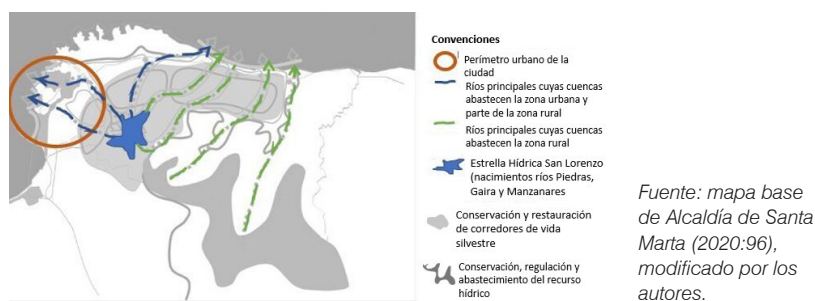 Convenciones
Perímetro urbano de la
ciudad
Ríos principales cuyas cuencas
abastecen la zona urbana y
parte de la zona rural
Ríos principales cuyas cuencas
abastecen la zona rural
Estrella Hídrica San Lorenzo
(nacimientos ríos Piedras,
Gaira y Manzanares
Conservación y restauración
de corredores de vida
silvestre
Conservación, regulación y
abastecimiento del recurso
hídrico
Fuente: mapa base
de Alcaldía de Santa
Marta (2020:96),
modificado por los
autores.